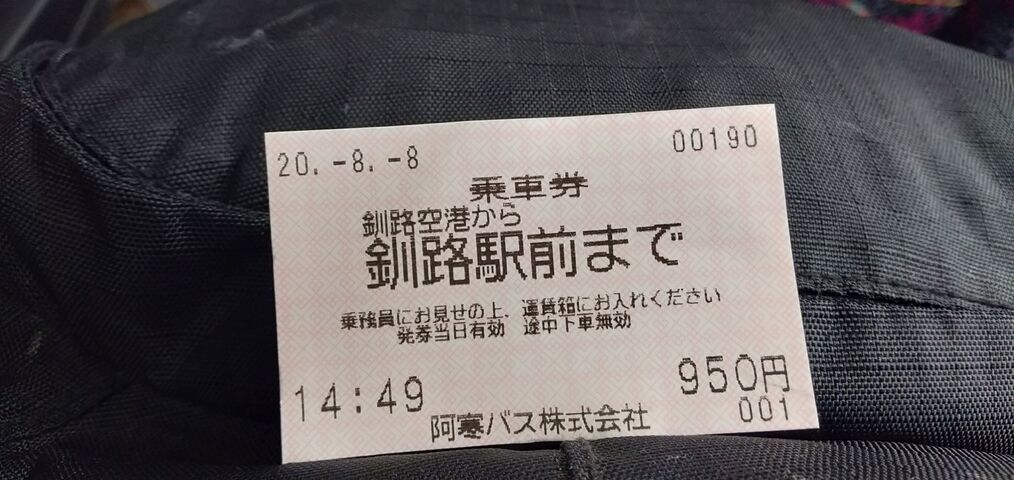 20.-8.-8
00190
乗車券
釧路空港から
釧路駅前まで
乗務員にお見せの上、運賃箱にお入れください
発券当日有効 途中下車無効
14:49
950円
阿寒バス株式会社
001